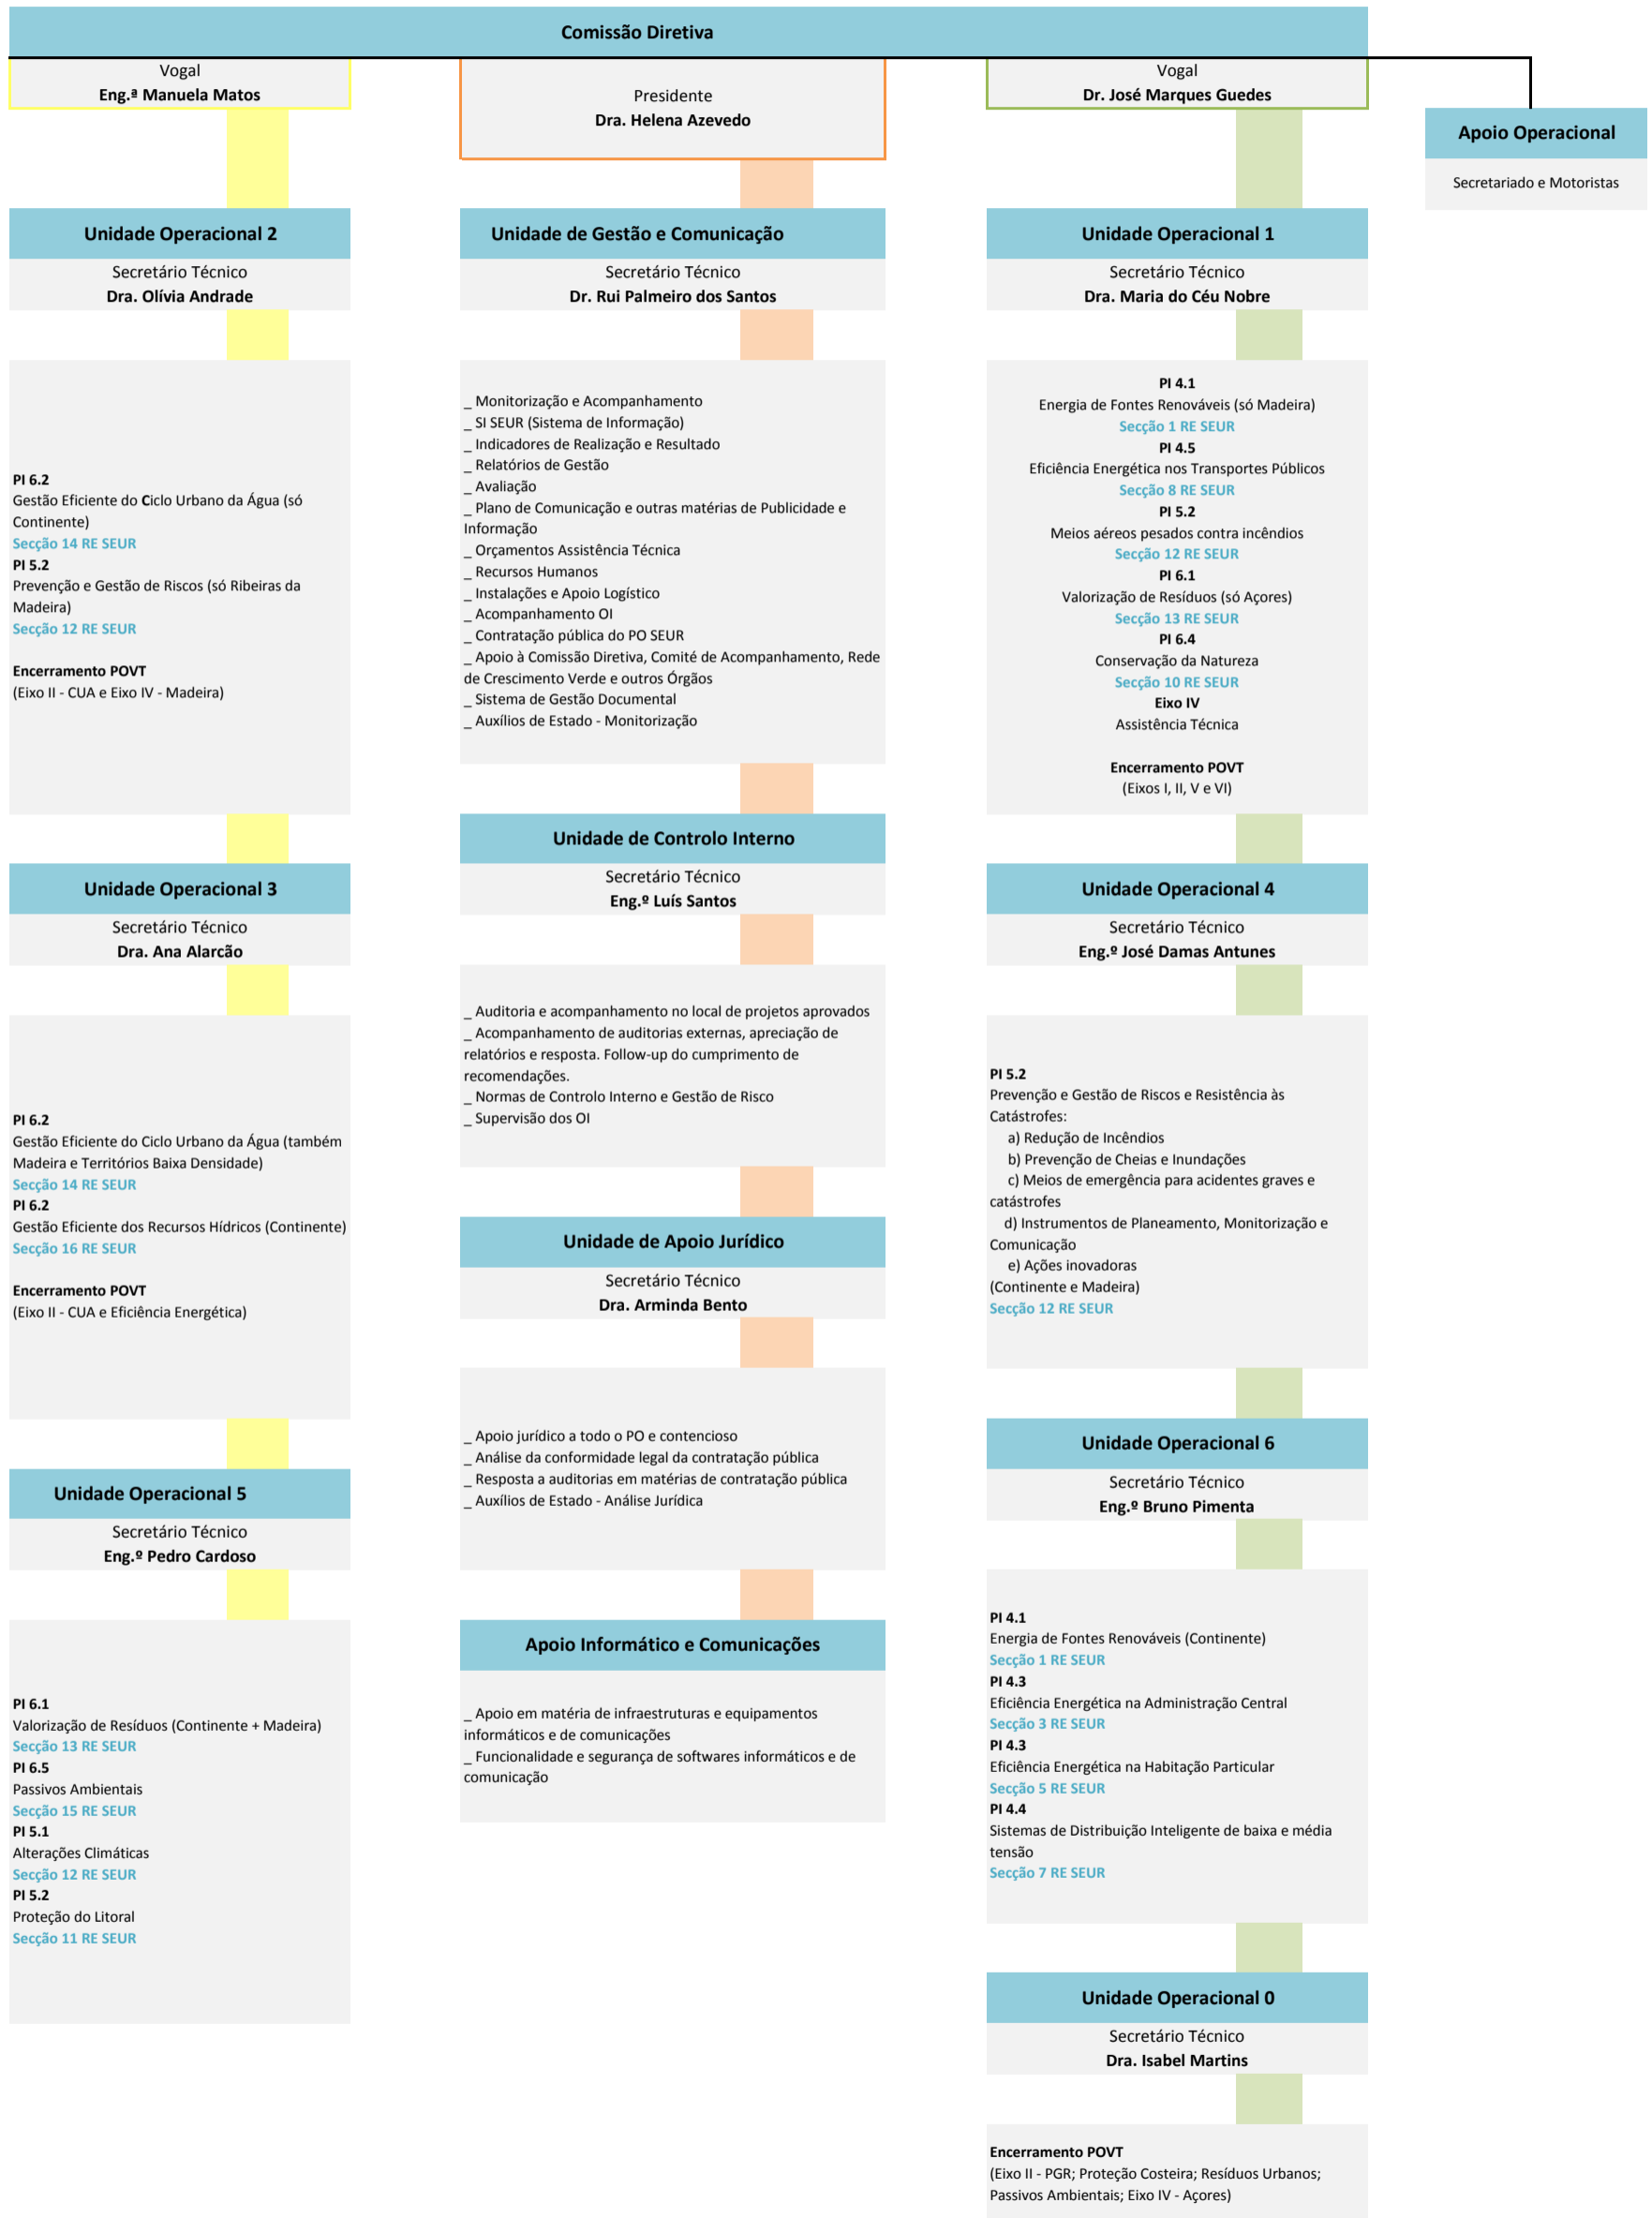 Comissão Diretiva
Vogal
Eng.ª Manuela Matos
Presidente
Dra. Helena Azevedo
Vogal
Dr. José Marques Guedes
Apoio Operacional
Secretariado e Motoristas
Unidade Operacional 2
Secretário Técnico
Dra. Olívia Andrade
PI 6.2
Gestão Eficiente do Ciclo Urbano da Água (só
Continente)
Secção 14 RE SEUR
PI 5.2
Prevenção e Gestão de Riscos (só Ribeiras da
Madeira)
Secção 12 RE SEUR
Encerramento POVT
(Eixo II - CUA e Eixo IV - Madeira)
Unidade Operacional 3
Secretário Técnico
Dra. Ana Alarcão
PI 6.2
Gestão Eficiente do Ciclo Urbano da Água (também
Madeira e Territórios Baixa Densidade)
Secção 14 RE SEUR
PI 6.2
Gestão Eficiente dos Recursos Hídricos (Continente)
Secção 16 RE SEUR
Encerramento POVT
(Eixo II - CUA e Eficiência Energética)
Unidade Operacional 5
Secretário Técnico
Eng.º Pedro Cardoso
PI 6.1
Valorização de Resíduos (Continente + Madeira)
Secção 13 RE SEUR
PI 6.5
Passivos Ambientais
Secção 15 RE SEUR
PI 5.1
Alterações Climáticas
Secção 12 RE SEUR
PI 5.2
Proteção do Litoral
Secção 11 RE SEUR
Unidade de Gestão e Comunicação
Secretário Técnico
Dr. Rui Palmeiro dos Santos
_ Monitorização e Acompanhamento
_ SI SEUR (Sistema de Informação)
_ Indicadores de Realização e Resultado
_ Relatórios de Gestão
_ Avaliação
_ Plano de Comunicação e outras matérias de Publicidade e
Informação
_ Orçamentos Assistência Técnica
_ Recursos Humanos
_ Instalações e Apoio Logístico
_ Acompanhamento OI
_ Contratação pública do PO SEUR
_ Apoio à Comissão Diretiva, Comité de Acompanhamento, Rede
de Crescimento Verde e outros Órgãos
_ Sistema de Gestão Documental
_ Auxílios de Estado - Monitorização
Unidade de Controlo Interno
Secretário Técnico
Eng.º Luís Santos
_ Auditoria e acompanhamento no local de projetos aprovados
_ Acompanhamento de auditorias externas, apreciação de
relatórios e resposta. Follow-up do cumprimento de
recomendações.
_ Normas de Controlo Interno e Gestão de Risco
_ Supervisão dos OI
Unidade de Apoio Jurídico
Secretário Técnico
Dra. Arminda Bento
_ Apoio jurídico a todo o PO e contencioso
_ Análise da conformidade legal da contratação pública
_ Resposta a auditorias em matérias de contratação pública
_ Auxílios de Estado - Análise Jurídica
Apoio Informático e Comunicações
_ Apoio em matéria de infraestruturas e equipamentos
informáticos e de comunicações
_ Funcionalidade e segurança de softwares informáticos e de
comunicação
Unidade Operacional 1
Secretário Técnico
Dra. Maria do Céu Nobre
PI 4.1
Energia de Fontes Renováveis (só Madeira)
Secção 1 RE SEUR
PI 4.5
Eficiência Energética nos Transportes Públicos
Secção 8 RE SEUR
PI 5.2
Meios aéreos pesados contra incêndios
Secção 12 RE SEUR
PI 6.1
Valorização de Resíduos (só Açores)
Secção 13 RE SEUR
PI 6.4
Conservação da Natureza
Secção 10 RE SEUR
Eixo IV
Assistência Técnica
Encerramento POVT
(Eixos I, II, V e VI)
Unidade Operacional 4
Secretário Técnico
Eng.º José Damas Antunes
PI 5.2
Prevenção e Gestão de Riscos e Resistência às
Catástrofes:
a) Redução de Incêndios
b) Prevenção de Cheias e Inundações
c) Meios de emergência para acidentes graves e
catástrofes
d) Instrumentos de Planeamento, Monitorização e
Comunicação
e) Ações inovadoras
(Continente e Madeira)
Secção 12 RE SEUR
Unidade Operacional 6
Secretário Técnico
Eng.º Bruno Pimenta
PI 4.1
Energia de Fontes Renováveis (Continente)
Secção 1 RE SEUR
PI 4.3
Eficiência Energética na Administração Central
Secção 3 RE SEUR
PI 4.3
Eficiência Energética na Habitação Particular
Secção 5 RE SEUR
PI 4.4
Sistemas de Distribuição Inteligente de baixa e média
tensão
Secção 7 RE SEUR
Unidade Operacional 0
Secretário Técnico
Dra. Isabel Martins
Encerramento POVT
(Eixo II - PGR; Proteção Costeira; Resíduos Urbanos;
Passivos Ambientais; Eixo IV - Açores)